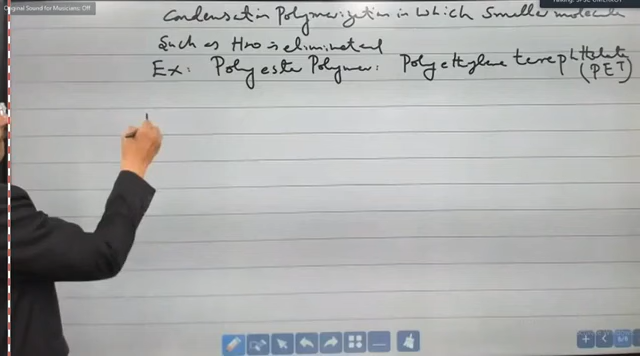 Original Sound for Musicians: Off
Condensation Polymerization in which smaller molecule
such as H2O is eliminated
Ex: Polyester Polymer: Polyethylene terephthalate
(PET)